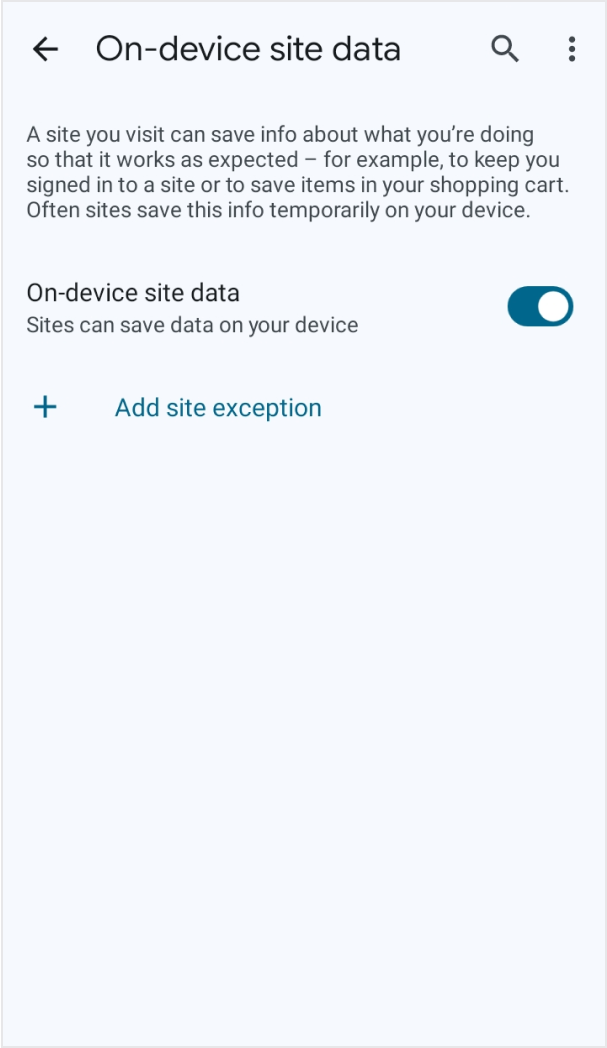 On-device site data
A site you visit can save info about what you’re doing
so that it works as expected – for example, to keep you
signed in to a site or to save items in your shopping cart.
Often sites save this info temporarily on your device.
On-device site data
Sites can save data on your device
Add site exception